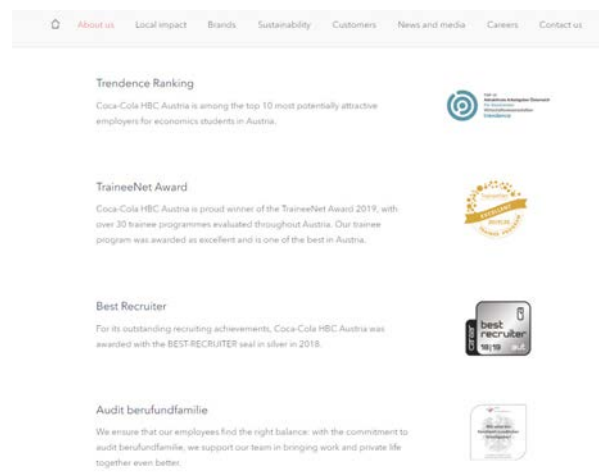 About us Local impact Brands Sustainability Customers News and media Careers Contact us
Trendence Ranking
Coca-Cola HBC Austria is among the top 10 most potentially attractive
employers for economics students in Austria.
trendence
TraineeNet Award
Coca-Cola HBC Austria is proud winner of the TraineeNet Award 2019, with
over 30 trainee programmes evaluated throughout Austria. Our trainee
program was awarded as excellent and is one of the best in Austria.
EXCELLENT
Best Recruiter
For its outstanding recruiting achievements, Coca-Cola HBC Austria was
awarded with the BEST-RECRUITER seal in silver in 2018.
career
best
recruiter
18|19 aut
Audit berufundfamilie
We ensure that our employees find the right balance: with the commitment to
audit berufundfamilie, we support our team in bringing work and private life
together even better.